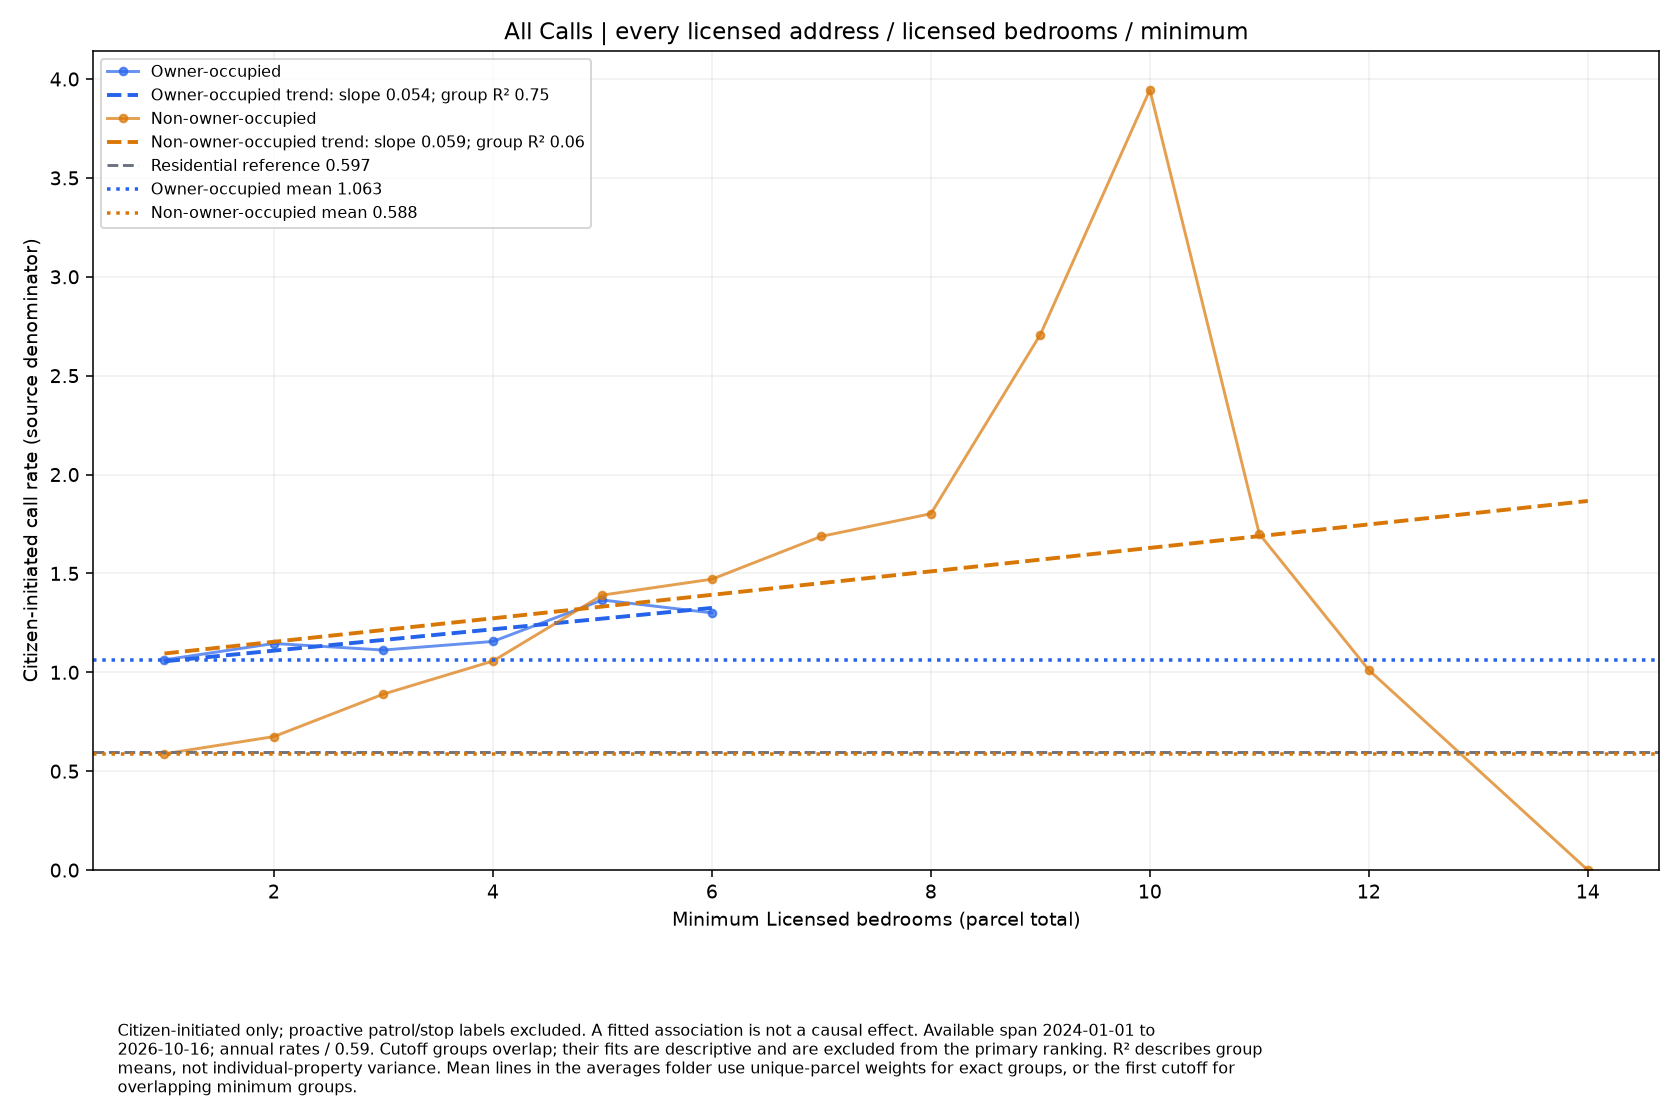 All Calls | every licensed address / licensed bedrooms / minimum
Owner-occupied
Owner-occupied trend: slope 0.054; group R² 0.75
Non-owner-occupied
Non-owner-occupied trend: slope 0.059; group R² 0.06
Residential reference 0.597
Owner-occupied mean 1.063
Non-owner-occupied mean 0.588
Citizen-initiated call rate (source denominator)
4.0
3.5
3.0
2.5
2.0
1.5
1.0
0.5
0.0
2 4 6 8 10 12 14
Minimum Licensed bedrooms (parcel total)
Citizen-initiated only; proactive patrol/stop labels excluded. A fitted association is not a causal effect. Available span 2024-01-01 to
2026-10-16; annual rates / 0.59. Cutoff groups overlap; their fits are descriptive and are excluded from the primary ranking. R² describes group
means, not individual-property variance. Mean lines in the averages folder use unique-parcel weights for exact groups, or the first cutoff for
overlapping minimum groups.